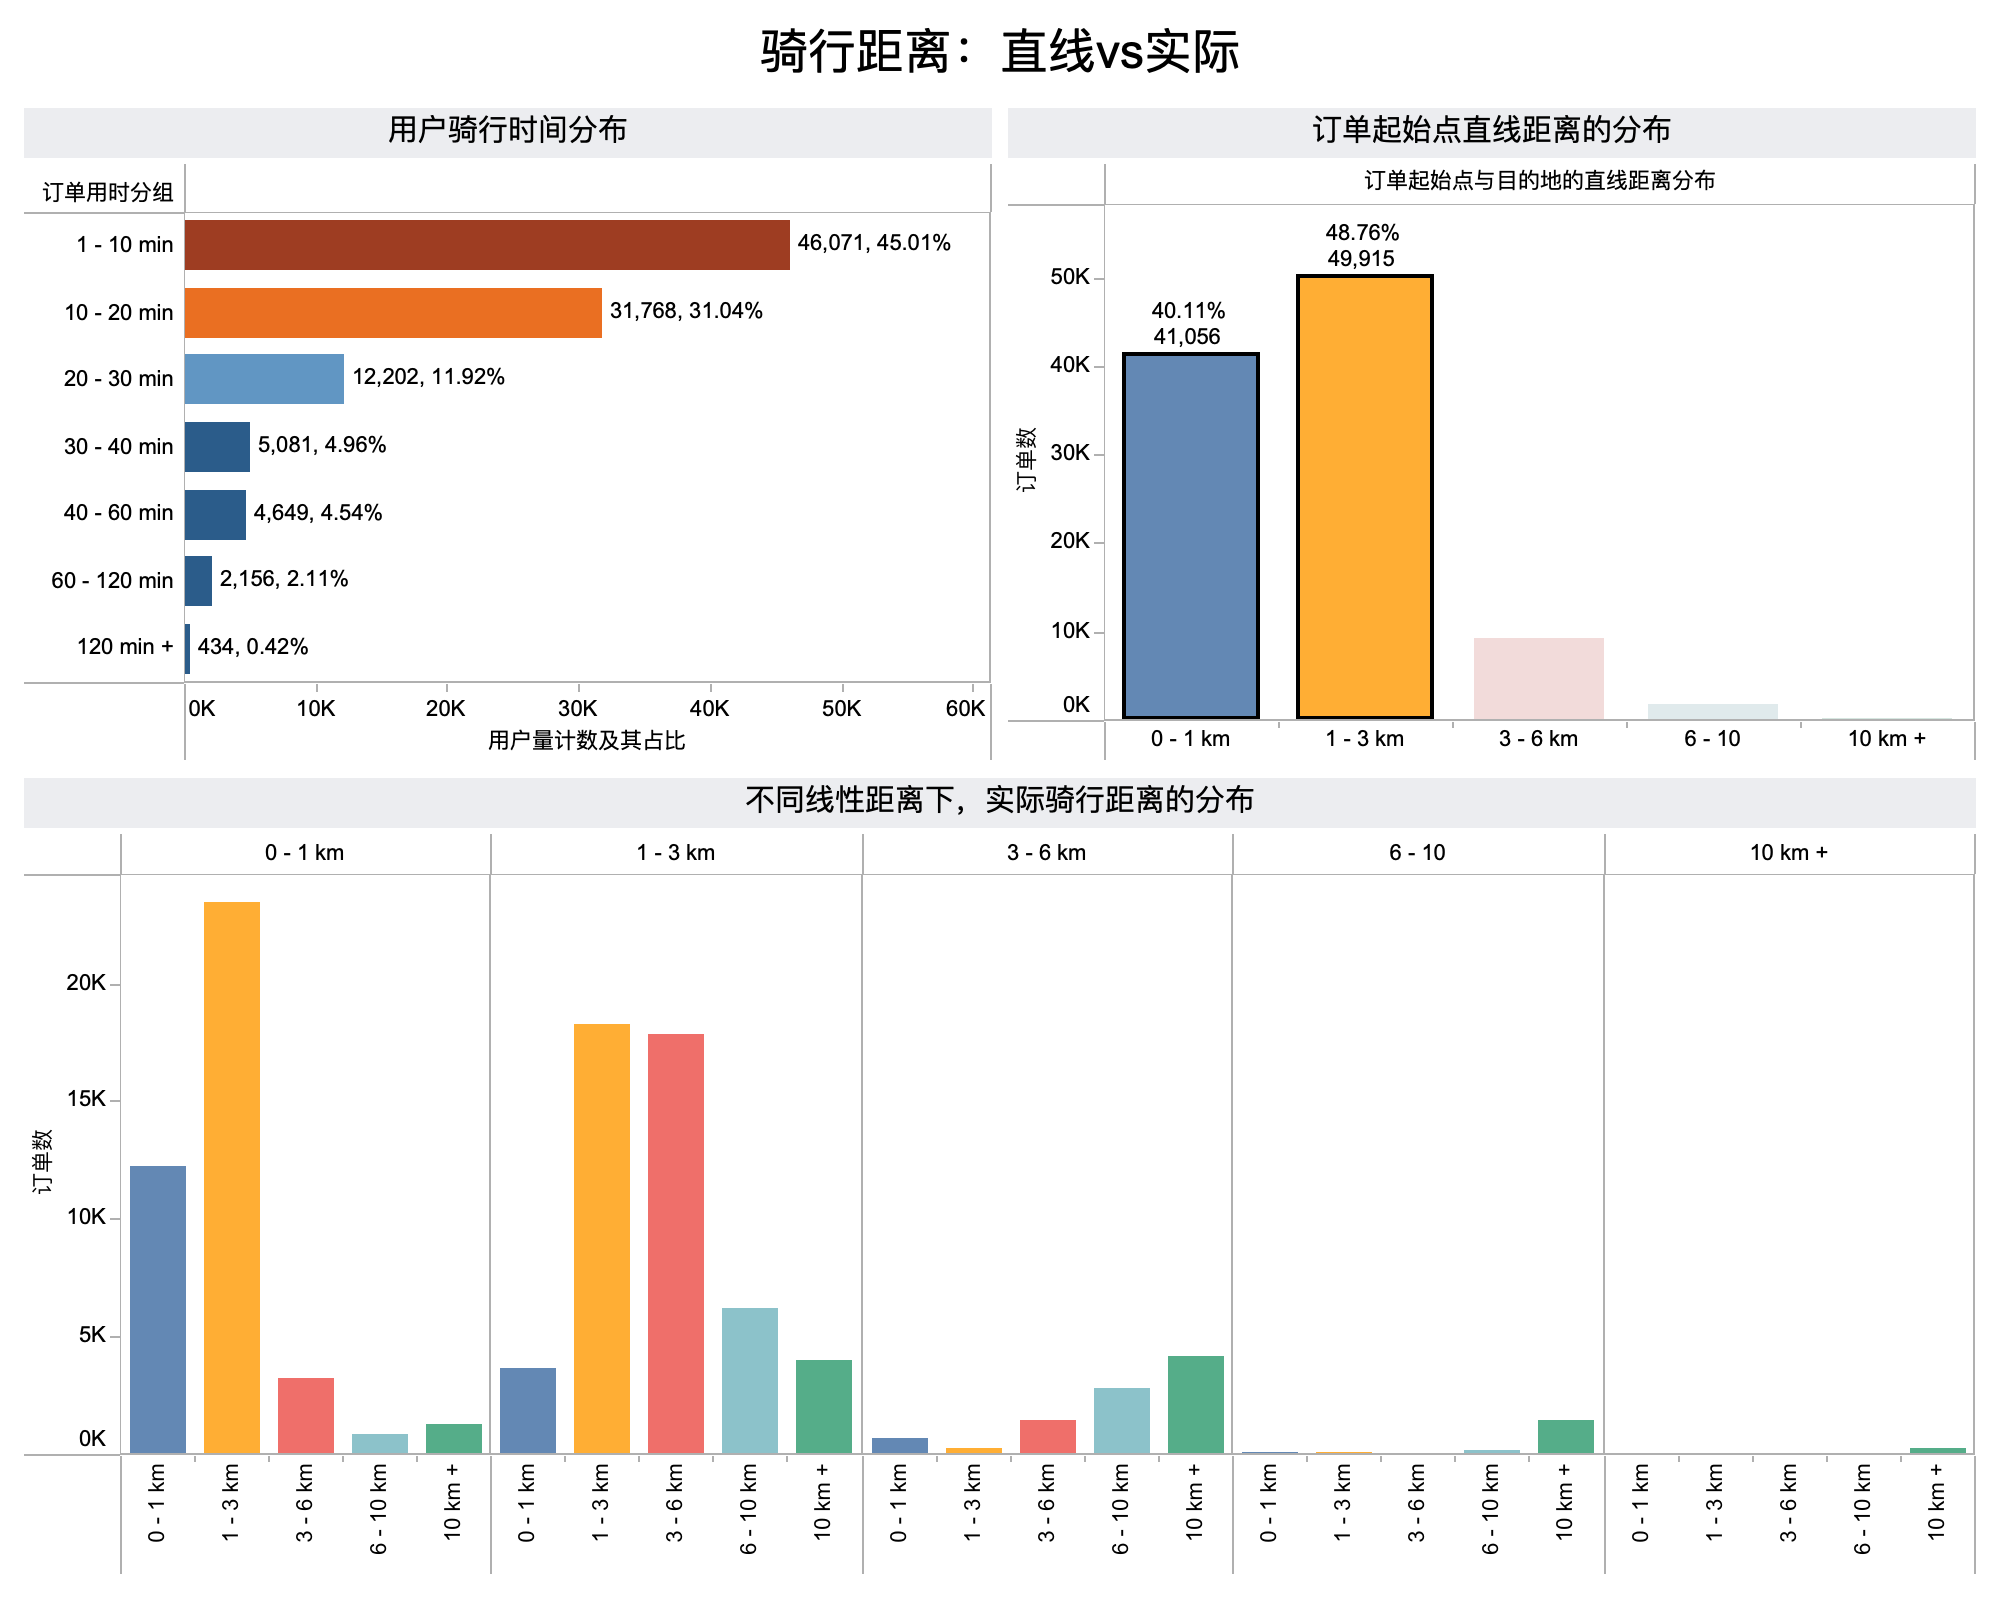 骑行距离：直线vs实际
用户骑行时间分布
订单用时分组
1 - 10 min
46,071, 45.01%
10 - 20 min
31,768, 31.04%
20 - 30 min
12,202, 11.92%
30 - 40 min
5,081, 4.96%
40 - 60 min
4,649, 4.54%
60 - 120 min
2,156, 2.11%
120 min +
434, 0.42%
0K 10K 20K 30K 40K 50K 60K
用户量计数及其占比
订单起始点直线距离的分布
订单起始点与目的地的直线距离分布
48.76%
49,915
40.11%
41,056
50K
40K
30K
20K
10K
0K
订单数
0 - 1 km 1 - 3 km 3 - 6 km 6 - 10 10 km +
不同线性距离下，实际骑行距离的分布
0 - 1 km 1 - 3 km 3 - 6 km 6 - 10 10 km +
20K
15K
10K
5K
0K
订单数
0 - 1 km
1 - 3 km
3 - 6 km
6 - 10 km
10 km +
0 - 1 km
1 - 3 km
3 - 6 km
6 - 10 km
10 km +
0 - 1 km
1 - 3 km
3 - 6 km
6 - 10 km
10 km +
0 - 1 km
1 - 3 km
3 - 6 km
6 - 10 km
10 km +
0 - 1 km
1 - 3 km
3 - 6 km
6 - 10 km
10 km +